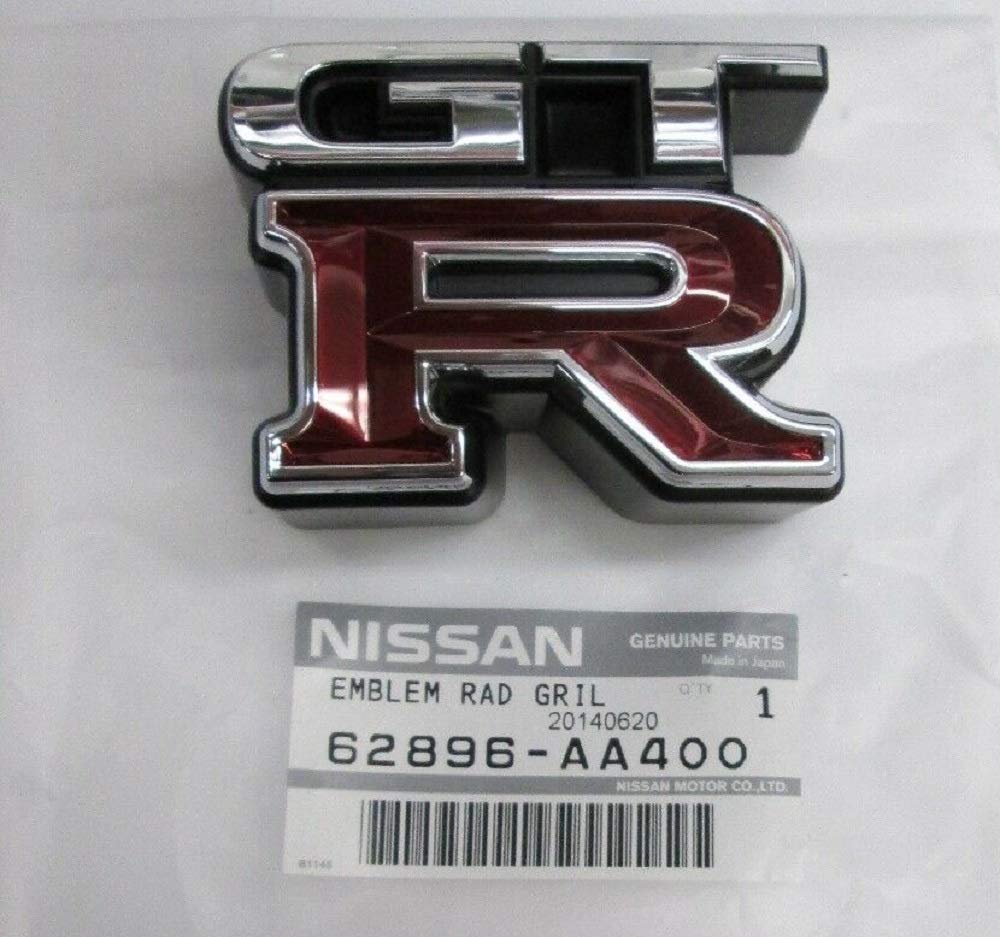 GT
R
NISSAN GENUINE PARTS
Made in Japan
EMBLEM RAD GRIL Q'TY 1
20140620
62896-AA400
NISSAN MOTOR CO.,LTD.